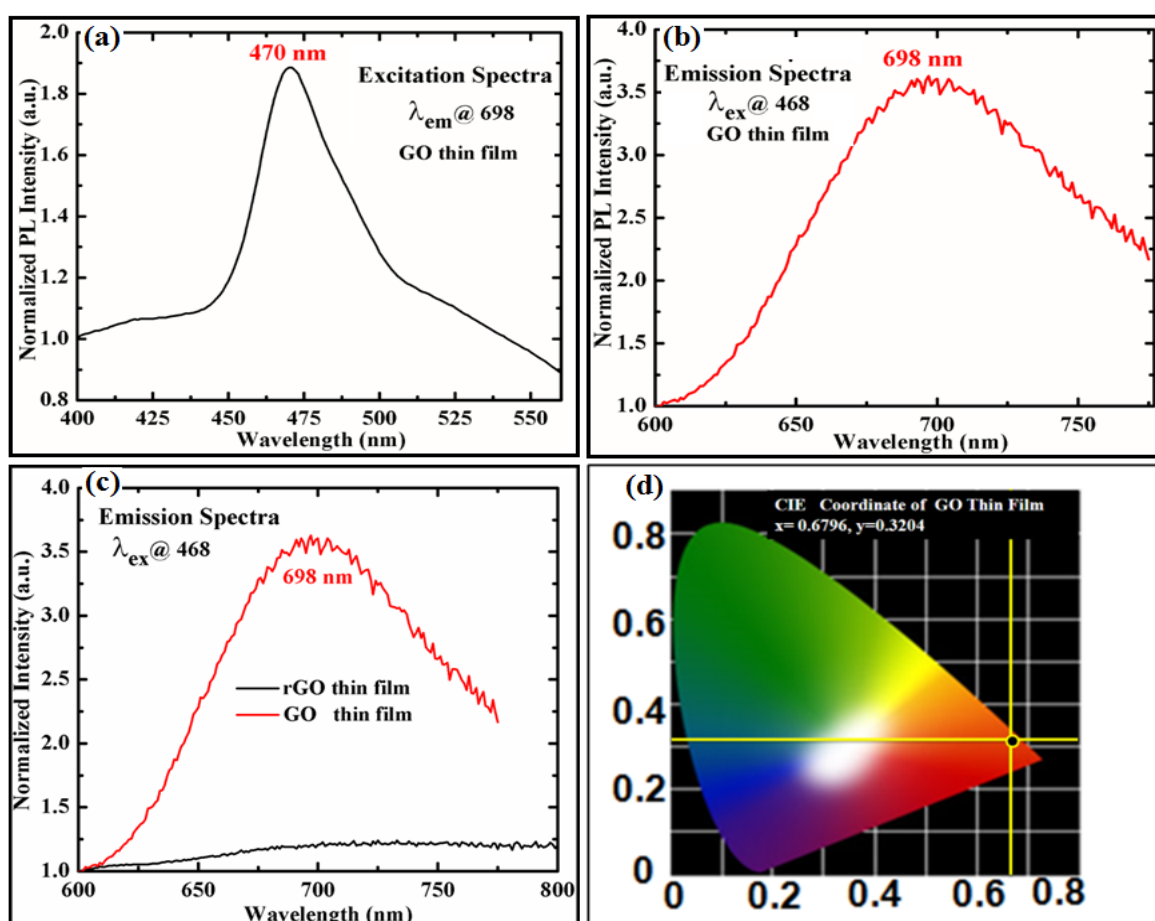 (a)
470 nm
Excitation Spectra
λem@ 698
GO thin film
Normalized PL Intensity (a.u.)
2.0
1.8
1.6
1.5
1.3
1.1
1.0
0.8
400 425 450 475 500 525 550
Wavelength (nm)
(b)
698 nm
Emission Spectra
λex@ 468
GO thin film
Normalized PL Intensity (a.u.)
4.0
3.5
3.0
2.5
2.0
1.5
1.0
600 650 700 750
Wavelength (nm)
(c)
Emission Spectra
λex@ 468
698 nm
rGO thin film
GO thin film
Normalized Intensity (a.u.)
4.0
3.5
3.0
2.5
2.0
1.5
1.0
600 650 700 750 800
Wavelength (nm)
(d)
CIE Coordinate of GO Thin Film
x= 0.6796, y=0.3204
0.8
0.6
0.4
0.2
0
0 0.2 0.4 0.6 0.8